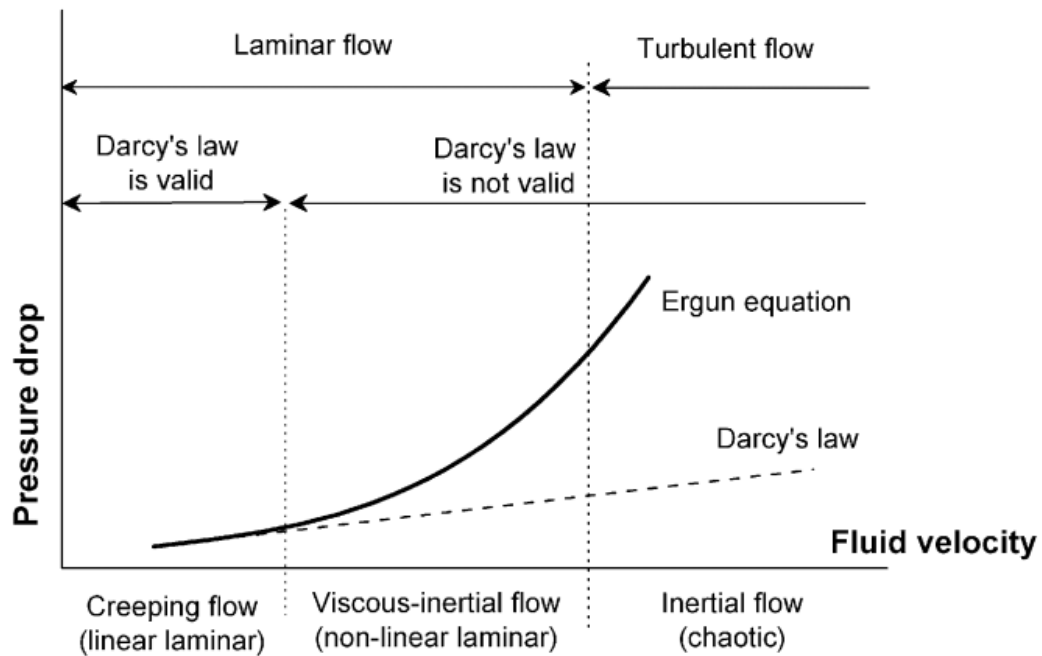 Laminar flow
Turbulent flow
Darcy's law
is valid
Darcy's law
is not valid
Ergun equation
Darcy's law
Pressure drop
Fluid velocity
Creeping flow
(linear laminar)
Viscous-inertial flow
(non-linear laminar)
Inertial flow
(chaotic)